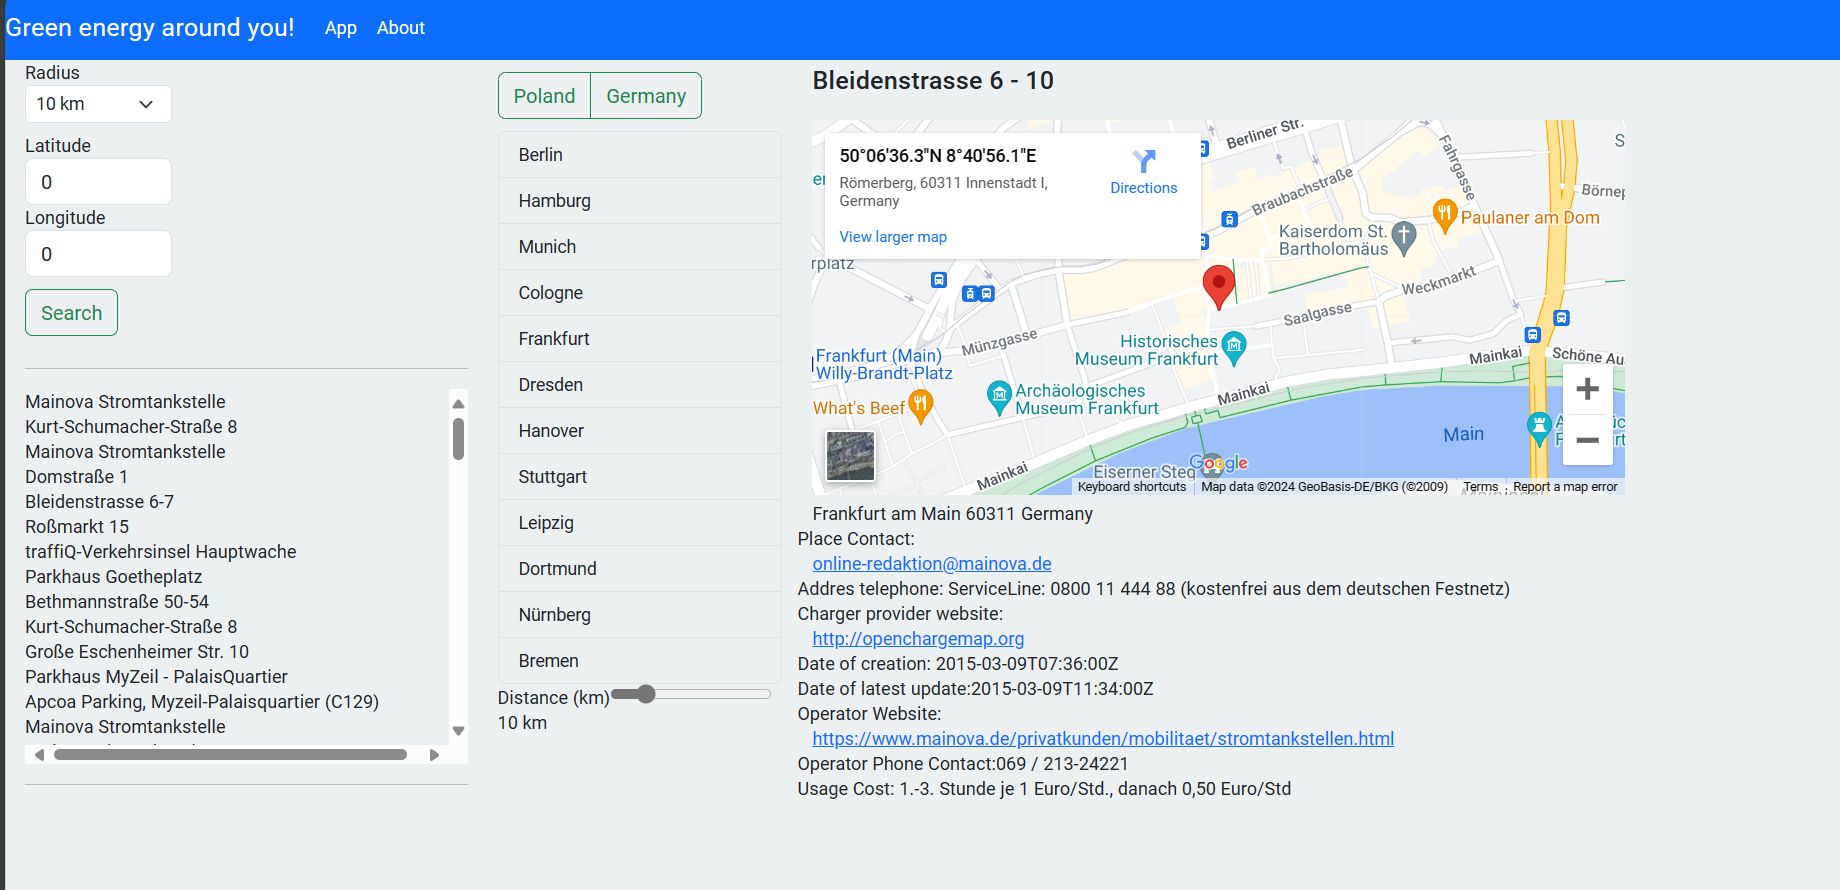 Green energy around you! App About
Radius
10 km
Latitude
0
Longitude
0
Search
Mainova Stromtankstelle
Kurt-Schumacher-Straße 8
Mainova Stromtankstelle
Domstraße 1
Bleidenstrasse 6-7
Roßmarkt 15
traffiQ-Verkehrsinsel Hauptwache
Parkhaus Goetheplatz
Bethmannstraße 50-54
Kurt-Schumacher-Straße 8
Große Eschenheimer Str. 10
Parkhaus MyZeil - PalaisQuartier
Apcoa Parking, Myzeil-Palaisquartier (C129)
Mainova Stromtankstelle
Poland Germany
Berlin
Hamburg
Munich
Cologne
Frankfurt
Dresden
Hanover
Stuttgart
Leipzig
Dortmund
Nürnberg
Bremen
Distance (km)
10 km
Bleidenstrasse 6 - 10
50°06'36.3"N 8°40'56.1"E
Römerberg, 60311 Innenstadt I,
Germany
View larger map
Directions
Berliner Str.
Fahrgasse
Braubachstraße
Paulaner am Dom
Kaiserdom St.
Bartholomäus
Weckmarkt
Saalgasse
Münzgasse
Historisches
Museum Frankfurt
Frankfurt (Main)
Willy-Brandt-Platz
Archäologisches
Museum Frankfurt
What's Beef
Mainkai
Mainkai
Mainkai
Schöne Au
Main
Eiserner Steg
Google
Keyboard shortcuts
Map data ©2024 GeoBasis-DE/BKG (©2009)
Terms
Report a map error
Frankfurt am Main 60311 Germany
Place Contact:
online-redaktion@mainova.de
Addres telephone: ServiceLine: 0800 11 444 88 (kostenfrei aus dem deutschen Festnetz)
Charger provider website:
http://openchargemap.org
Date of creation: 2015-03-09T07:36:00Z
Date of latest update:2015-03-09T11:34:00Z
Operator Website:
https://www.mainova.de/privatkunden/mobilitaet/stromtankstellen.html
Operator Phone Contact:069 / 213-24221
Usage Cost: 1.-3. Stunde je 1 Euro/Std., danach 0,50 Euro/Std